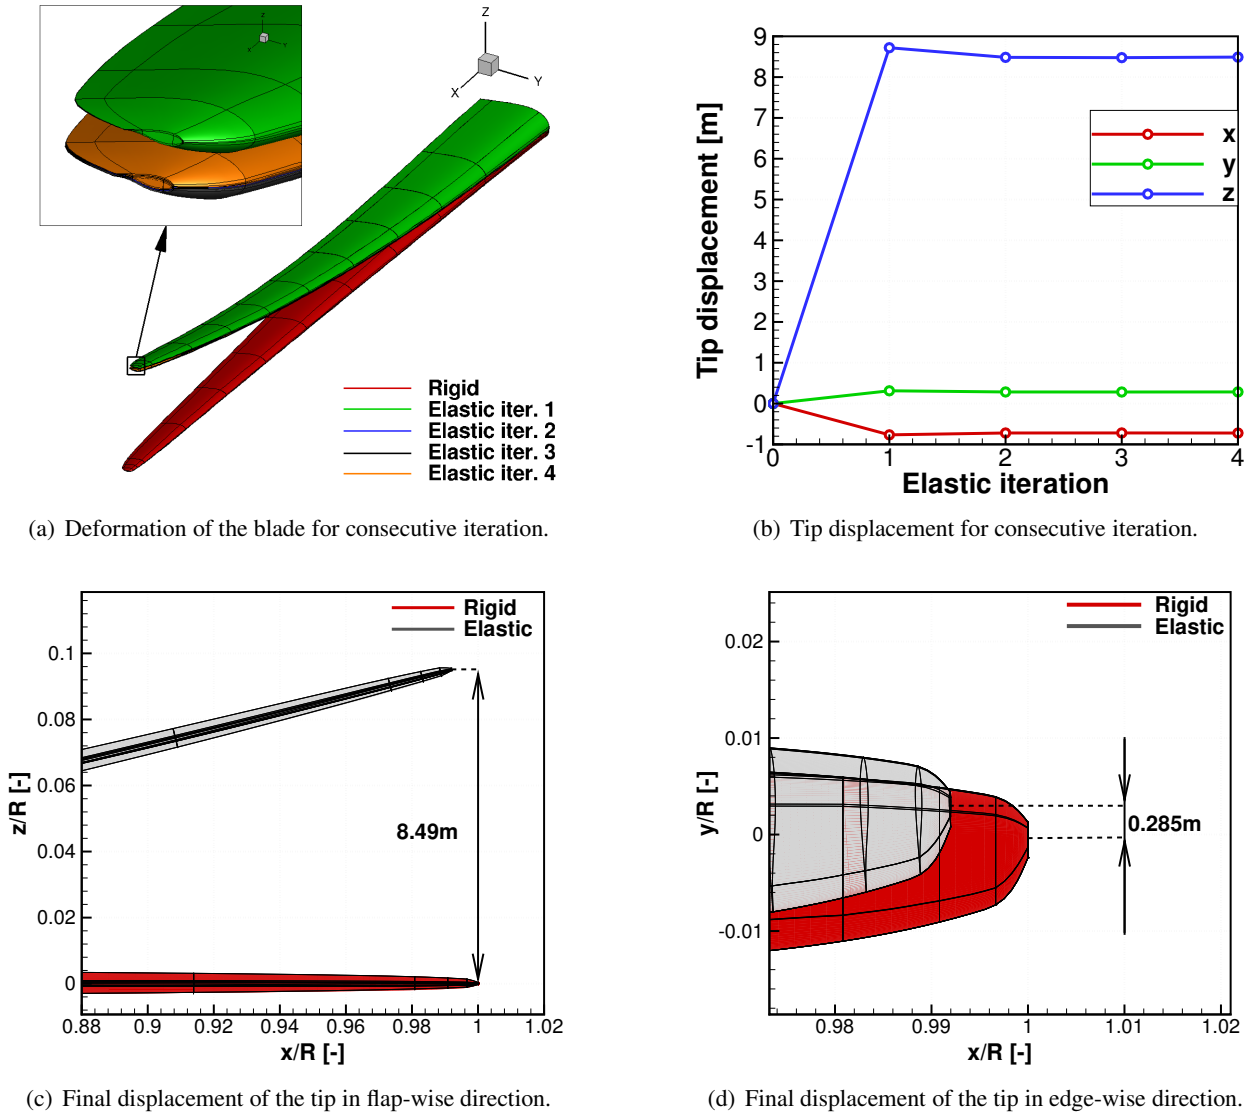 Z
Y
X
z
Rigid
Elastic iter. 1
Elastic iter. 2
Elastic iter. 3
Elastic iter. 4
(a) Deformation of the blade for consecutive iteration.
Tip displacement [m]
9
8
7
6
5
4
3
2
1
0
-1
0 1 2 3 4
Elastic iteration
x
y
z
(b) Tip displacement for consecutive iteration.
Rigid
Elastic
z/R [-]
0.1
0.08
0.06
0.04
0.02
0
8.49m
0.88 0.9 0.92 0.94 0.96 0.98 1 1.02
x/R [-]
(c) Final displacement of the tip in flap-wise direction.
Rigid
Elastic
y/R [-]
0.02
0.01
0
-0.01
0.285m
0.98 0.99 1 1.01 1.02
x/R [-]
(d) Final displacement of the tip in edge-wise direction.